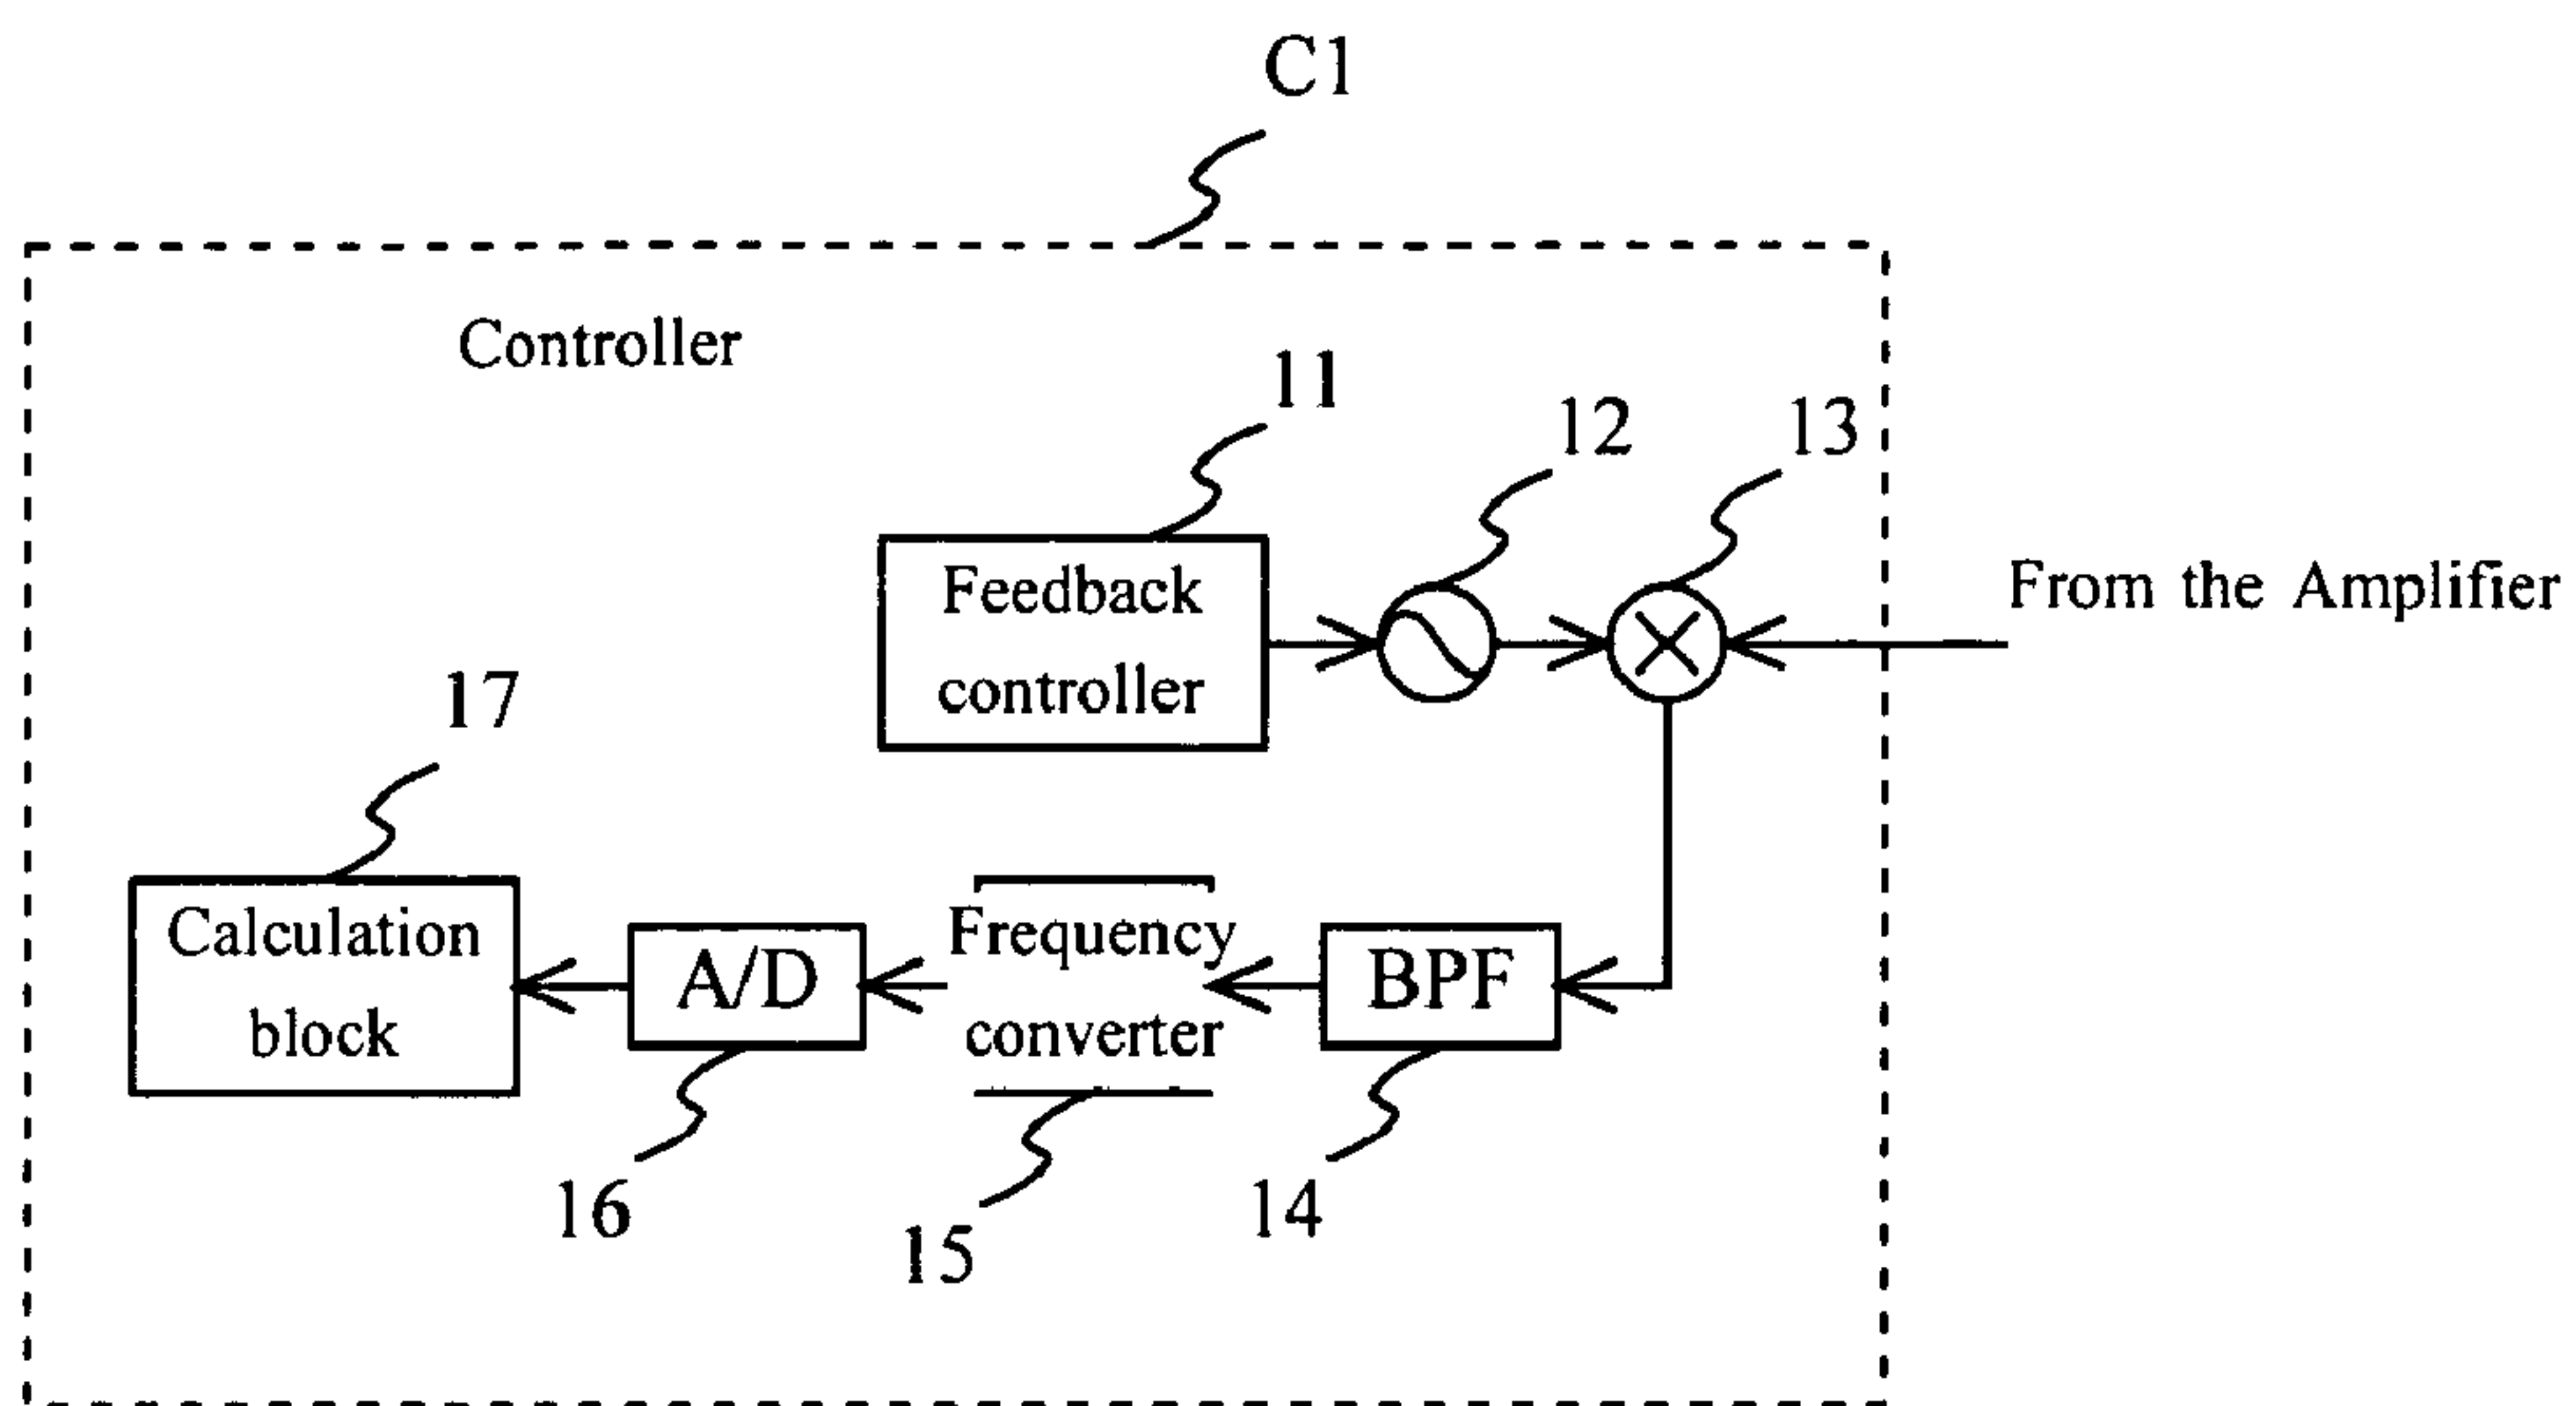 C1
Controller
11
12
13
Feedback
controller
From the Amplifier
17
Calculation
block
A/D
Frequency
converter
BPF
16
15
14